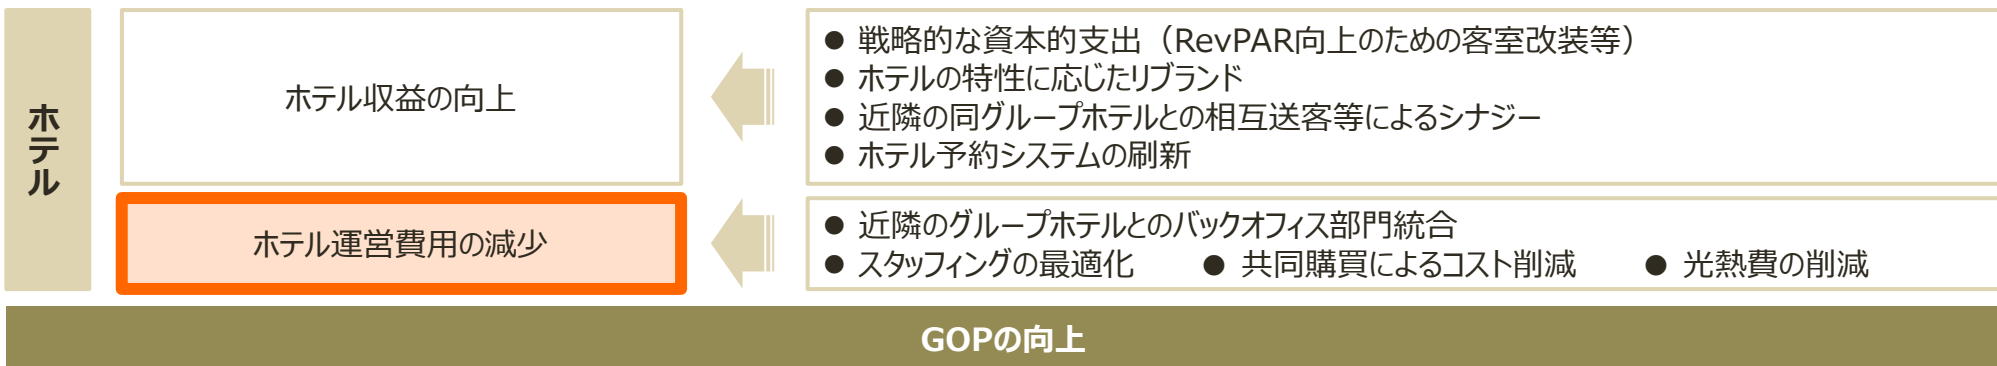 ホテル
ホテル収益の向上
● 戦略的な資本的支出（RevPAR向上のための客室改装等）
● ホテルの特性に応じたリブランド
● 近隣の同グループホテルとの相互送客等によるシナジー
● ホテル予約システムの刷新
ホテル運営費用の減少
● 近隣のグループホテルとのバックオフィス部門統合
● スタッフィングの最適化 ● 共同購買によるコスト削減 ● 光熱費の削減
GOPの向上